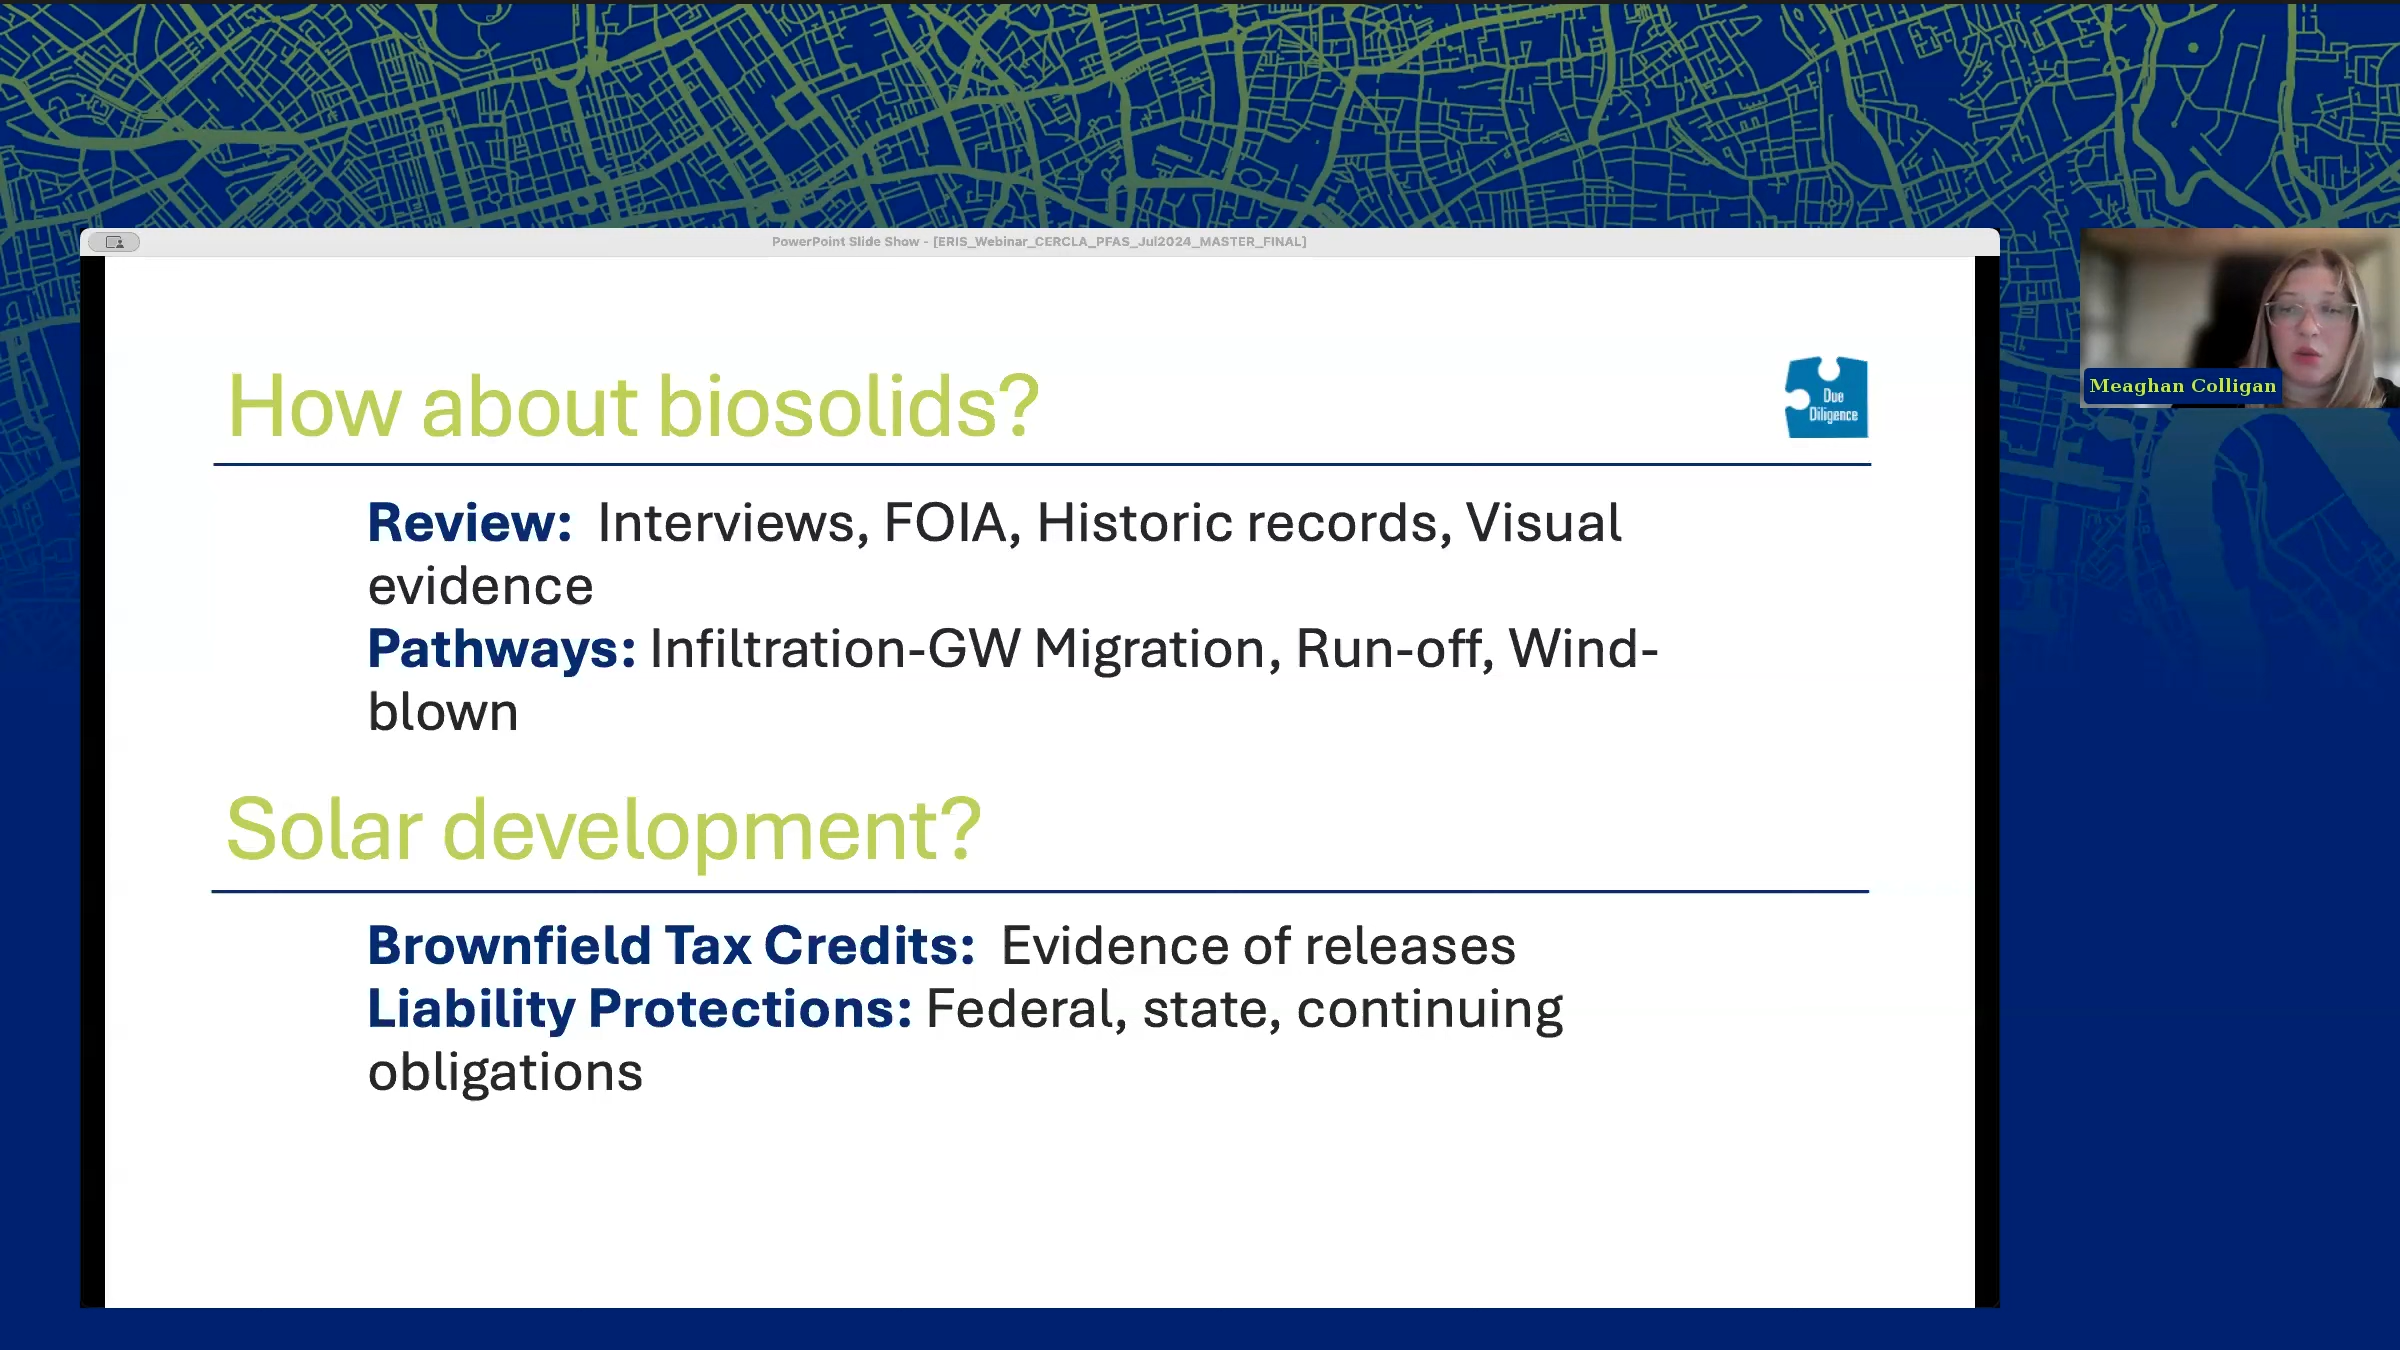 PowerPoint Slide Show - [ERIS_Webinar_CERCLA_PFAS_Jul2024_MASTER_FINAL]
How about biosolids?
Due
Diligence
Meaghan Colligan
Review: Interviews, FOIA, Historic records, Visual
evidence
Pathways: Infiltration-GW Migration, Run-off, Wind-
blown
Solar development?
Brownfield Tax Credits: Evidence of releases
Liability Protections: Federal, state, continuing
obligations